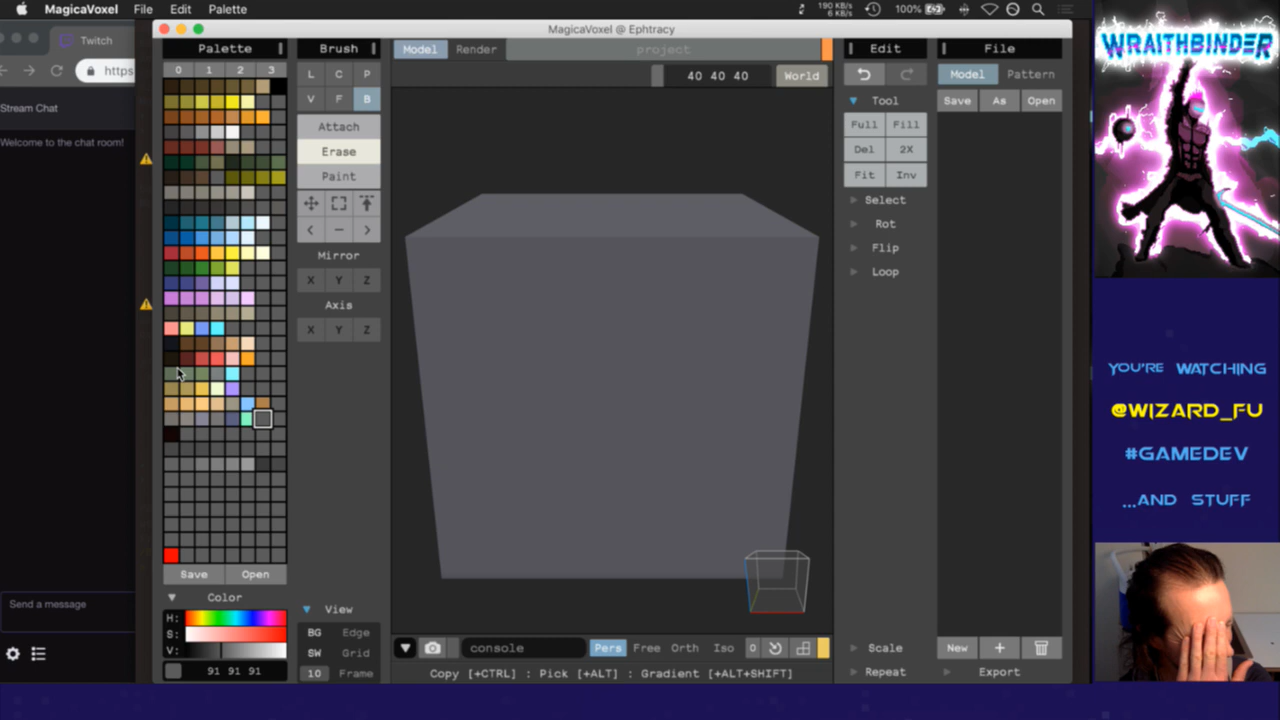 MagicaVoxel File Edit Palette
190 KB/s
6 KB/s
100%
Twitch
https
Stream Chat
Welcome to the chat room!
Send a message
MagicaVoxel @ Ephtracy
Palette
0 1 2 3
Save Open
Color
H:
S:
V:
91 91 91
Brush
L C P
V F B
Attach
Erase
Paint
< — >
Mirror
X Y Z
Axis
X Y Z
View
BG Edge
SW Grid
10 Frame
Model Render project
40 40 40 World
console Pers Free Orth Iso 0
Copy [+CTRL] : Pick [+ALT] : Gradient [+ALT+SHIFT]
Edit
Tool
Full Fill
Del 2X
Fit Inv
Select
Rot
Flip
Loop
Scale
Repeat
File
Model Pattern
Save As Open
New +
Export
WRAITHBINDER
YOU'RE WATCHING
@WIZARD_FU
#GAMEDEV
...AND STUFF